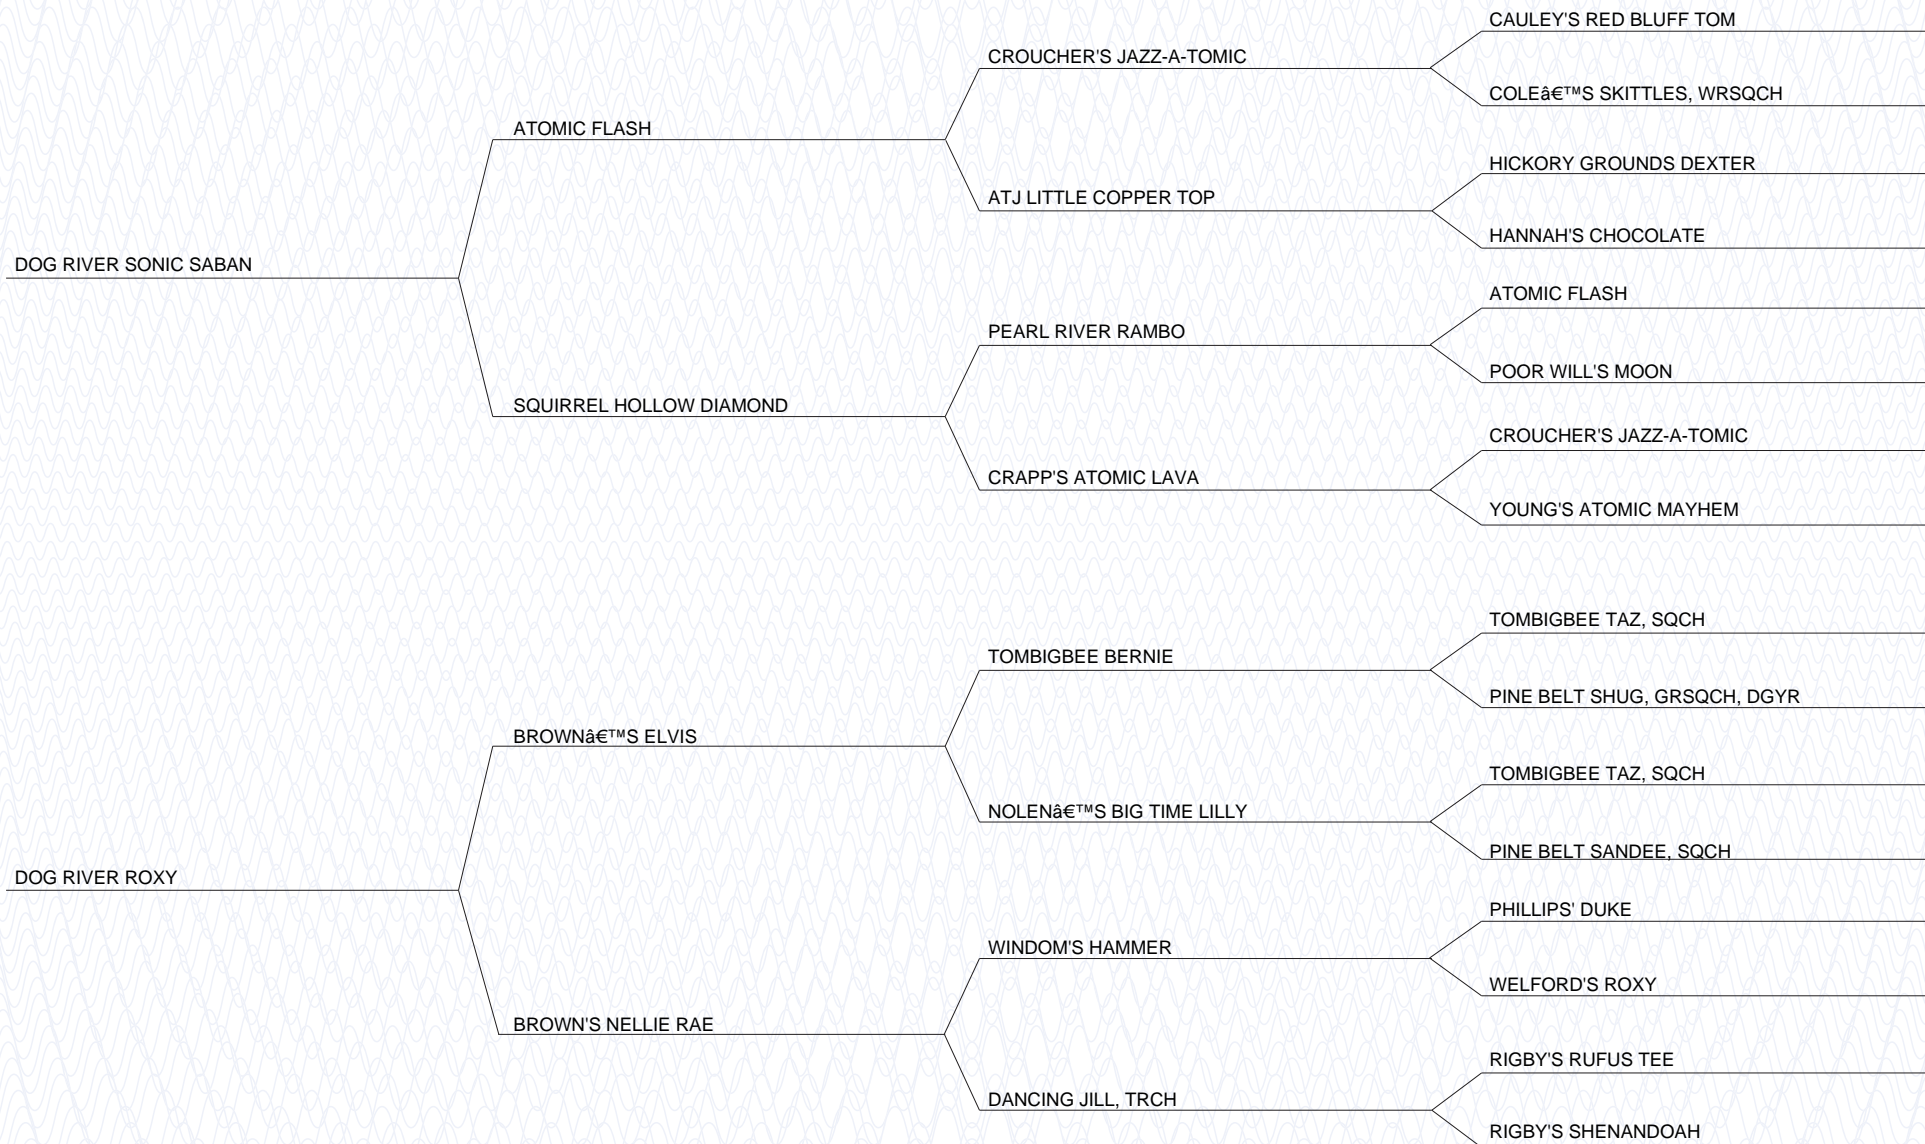 CAULEY'S RED BLUFF TOM
CROUCHER'S JAZZ-A-TOMIC
COLEâ€™S SKITTLES, WRSQCH
ATOMIC FLASH
HICKORY GROUNDS DEXTER
ATJ LITTLE COPPER TOP
HANNAH'S CHOCOLATE
DOG RIVER SONIC SABAN
ATOMIC FLASH
PEARL RIVER RAMBO
POOR WILL'S MOON
SQUIRREL HOLLOW DIAMOND
CROUCHER'S JAZZ-A-TOMIC
CRAPP'S ATOMIC LAVA
YOUNG'S ATOMIC MAYHEM
TOMBIGBEE TAZ, SQCH
TOMBIGBEE BERNIE
PINE BELT SHUG, GRSQCH, DGYR
BROWNâ€™S ELVIS
TOMBIGBEE TAZ, SQCH
NOLENâ€™S BIG TIME LILLY
PINE BELT SANDEE, SQCH
DOG RIVER ROXY
PHILLIPS' DUKE
WINDOM'S HAMMER
WELFORD'S ROXY
BROWN'S NELLIE RAE
RIGBY'S RUFUS TEE
DANCING JILL, TRCH
RIGBY'S SHENANDOAH